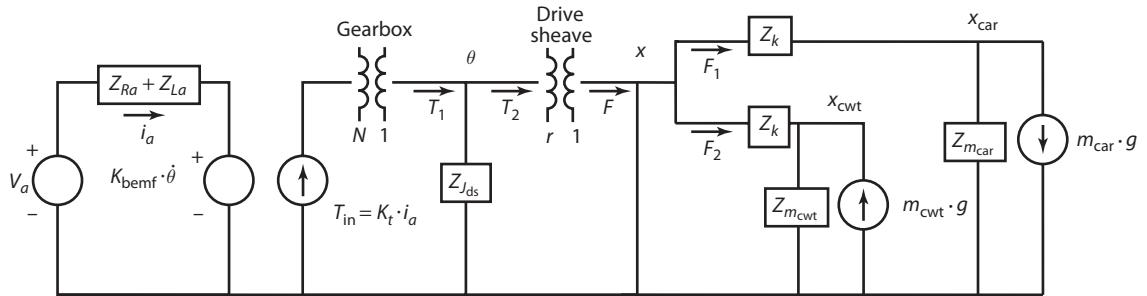 Gearbox
Drive
sheave
θ
x
x_car
Z_Ra + Z_La
i_a
+
V_a
–
K_bemf · θ̇
+
–
N 1
T_1
T_2
r 1
F
Z_k
F_1
Z_k
F_2
x_cwt
T_in = K_t · i_a
Z_J_ds
Z_m_cwt
m_cwt · g
Z_m_car
m_car · g